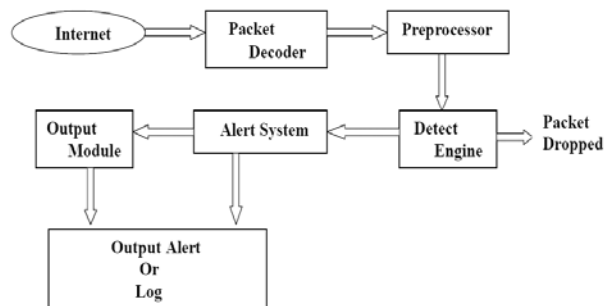 Internet
Packet
Decoder
Preprocessor
Output
Module
Alert System
Detect
Engine
Packet
Dropped
Output Alert
Or
Log